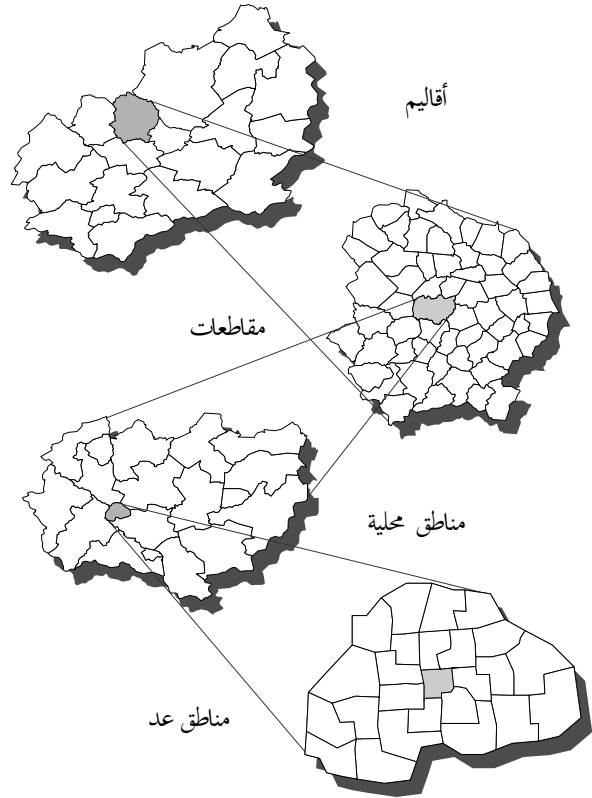 أقاليم
مقاطعات
مناطق محلية
مناطق عد